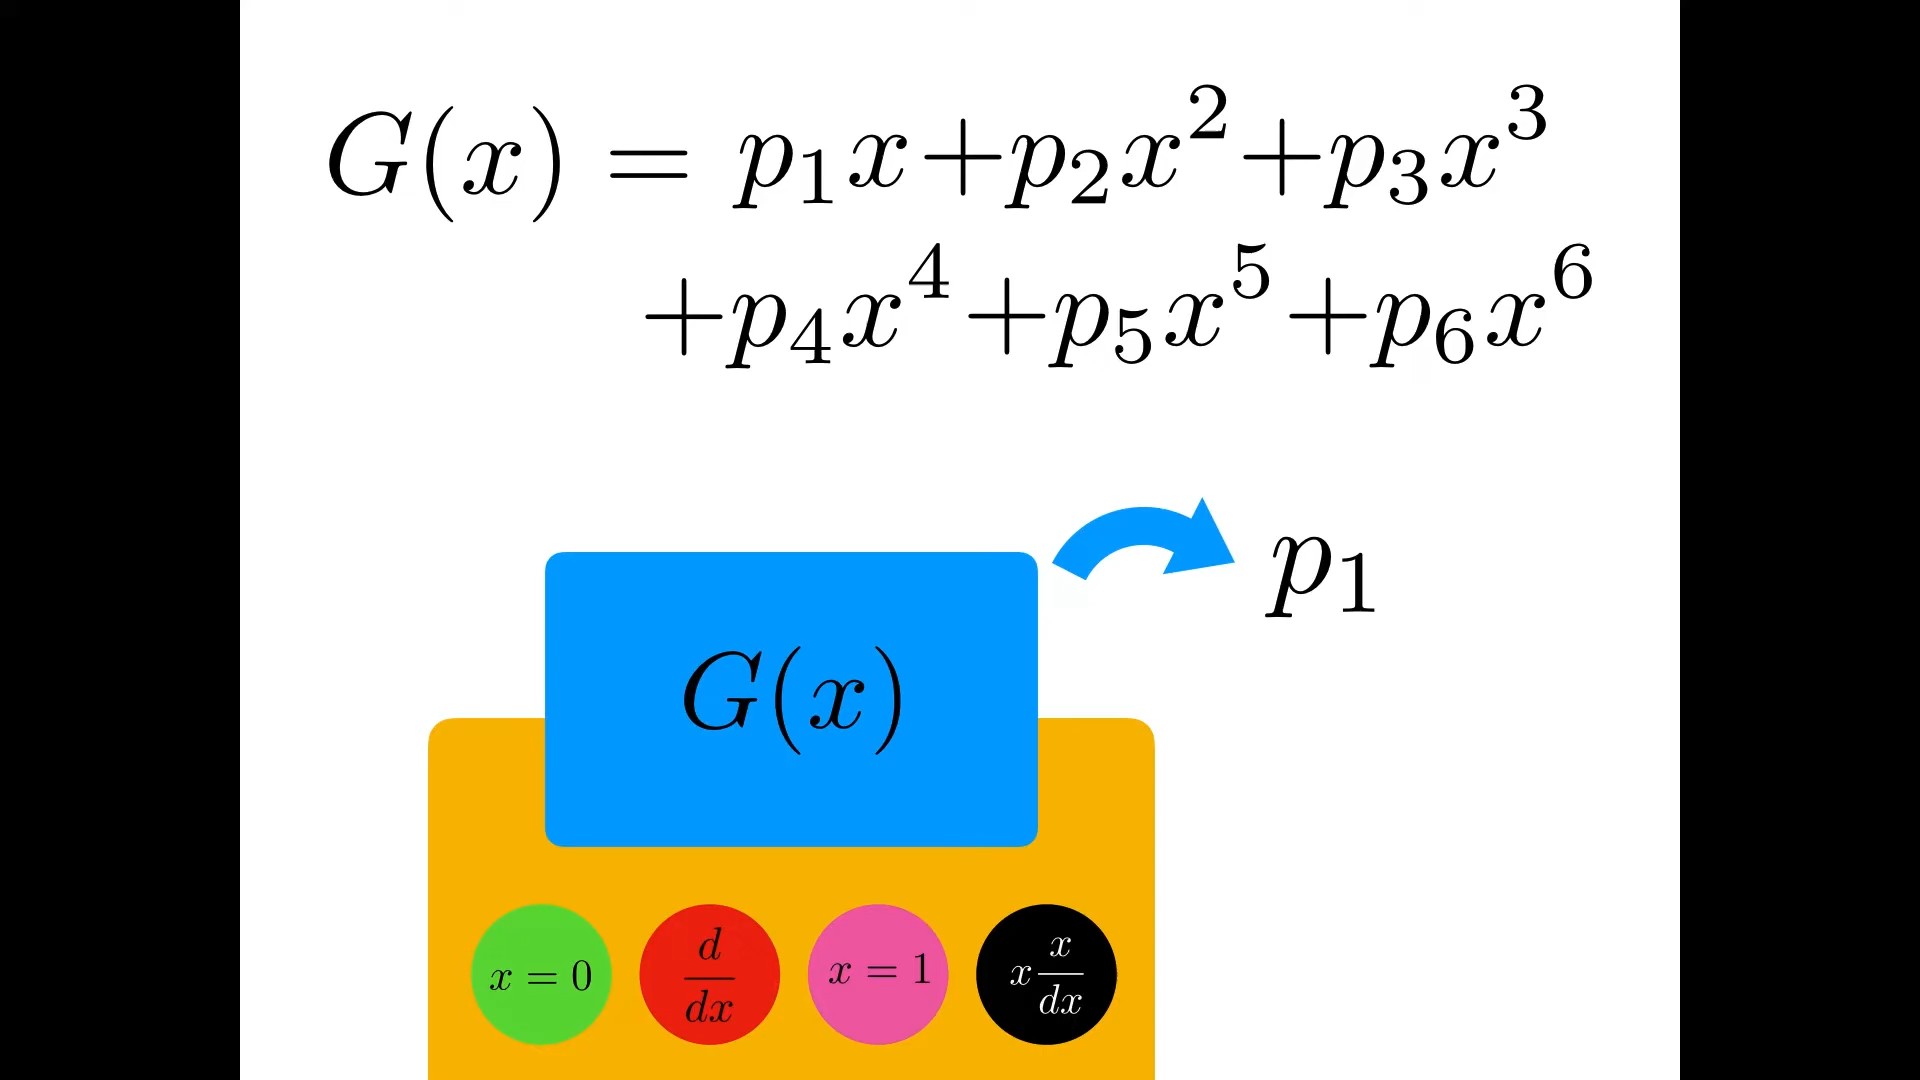 G(x) = p₁x+p₂x²+p₃x³
+p₄x⁴+p₅x⁵+p₆x⁶
p₁
G(x)
x = 0
d/dx
x = 1
x x/dx